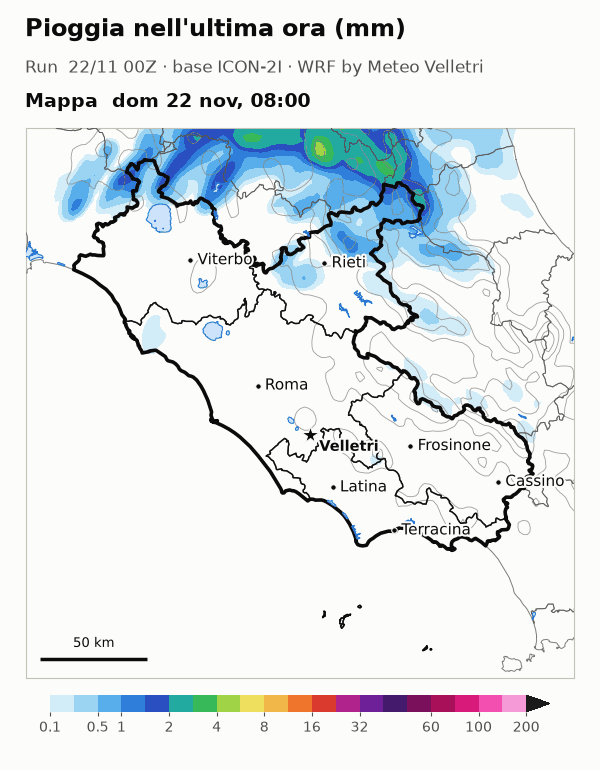 Pioggia nell'ultima ora (mm)
Run 22/11 00Z · base ICON-2I · WRF by Meteo Velletri
Mappa dom 22 nov, 08:00
Viterbo
Rieti
Roma
Velletri
Frosinone
Latina
Cassino
Terracina
50 km
0.1 0.5 1 2 4 8 16 32 60 100 200